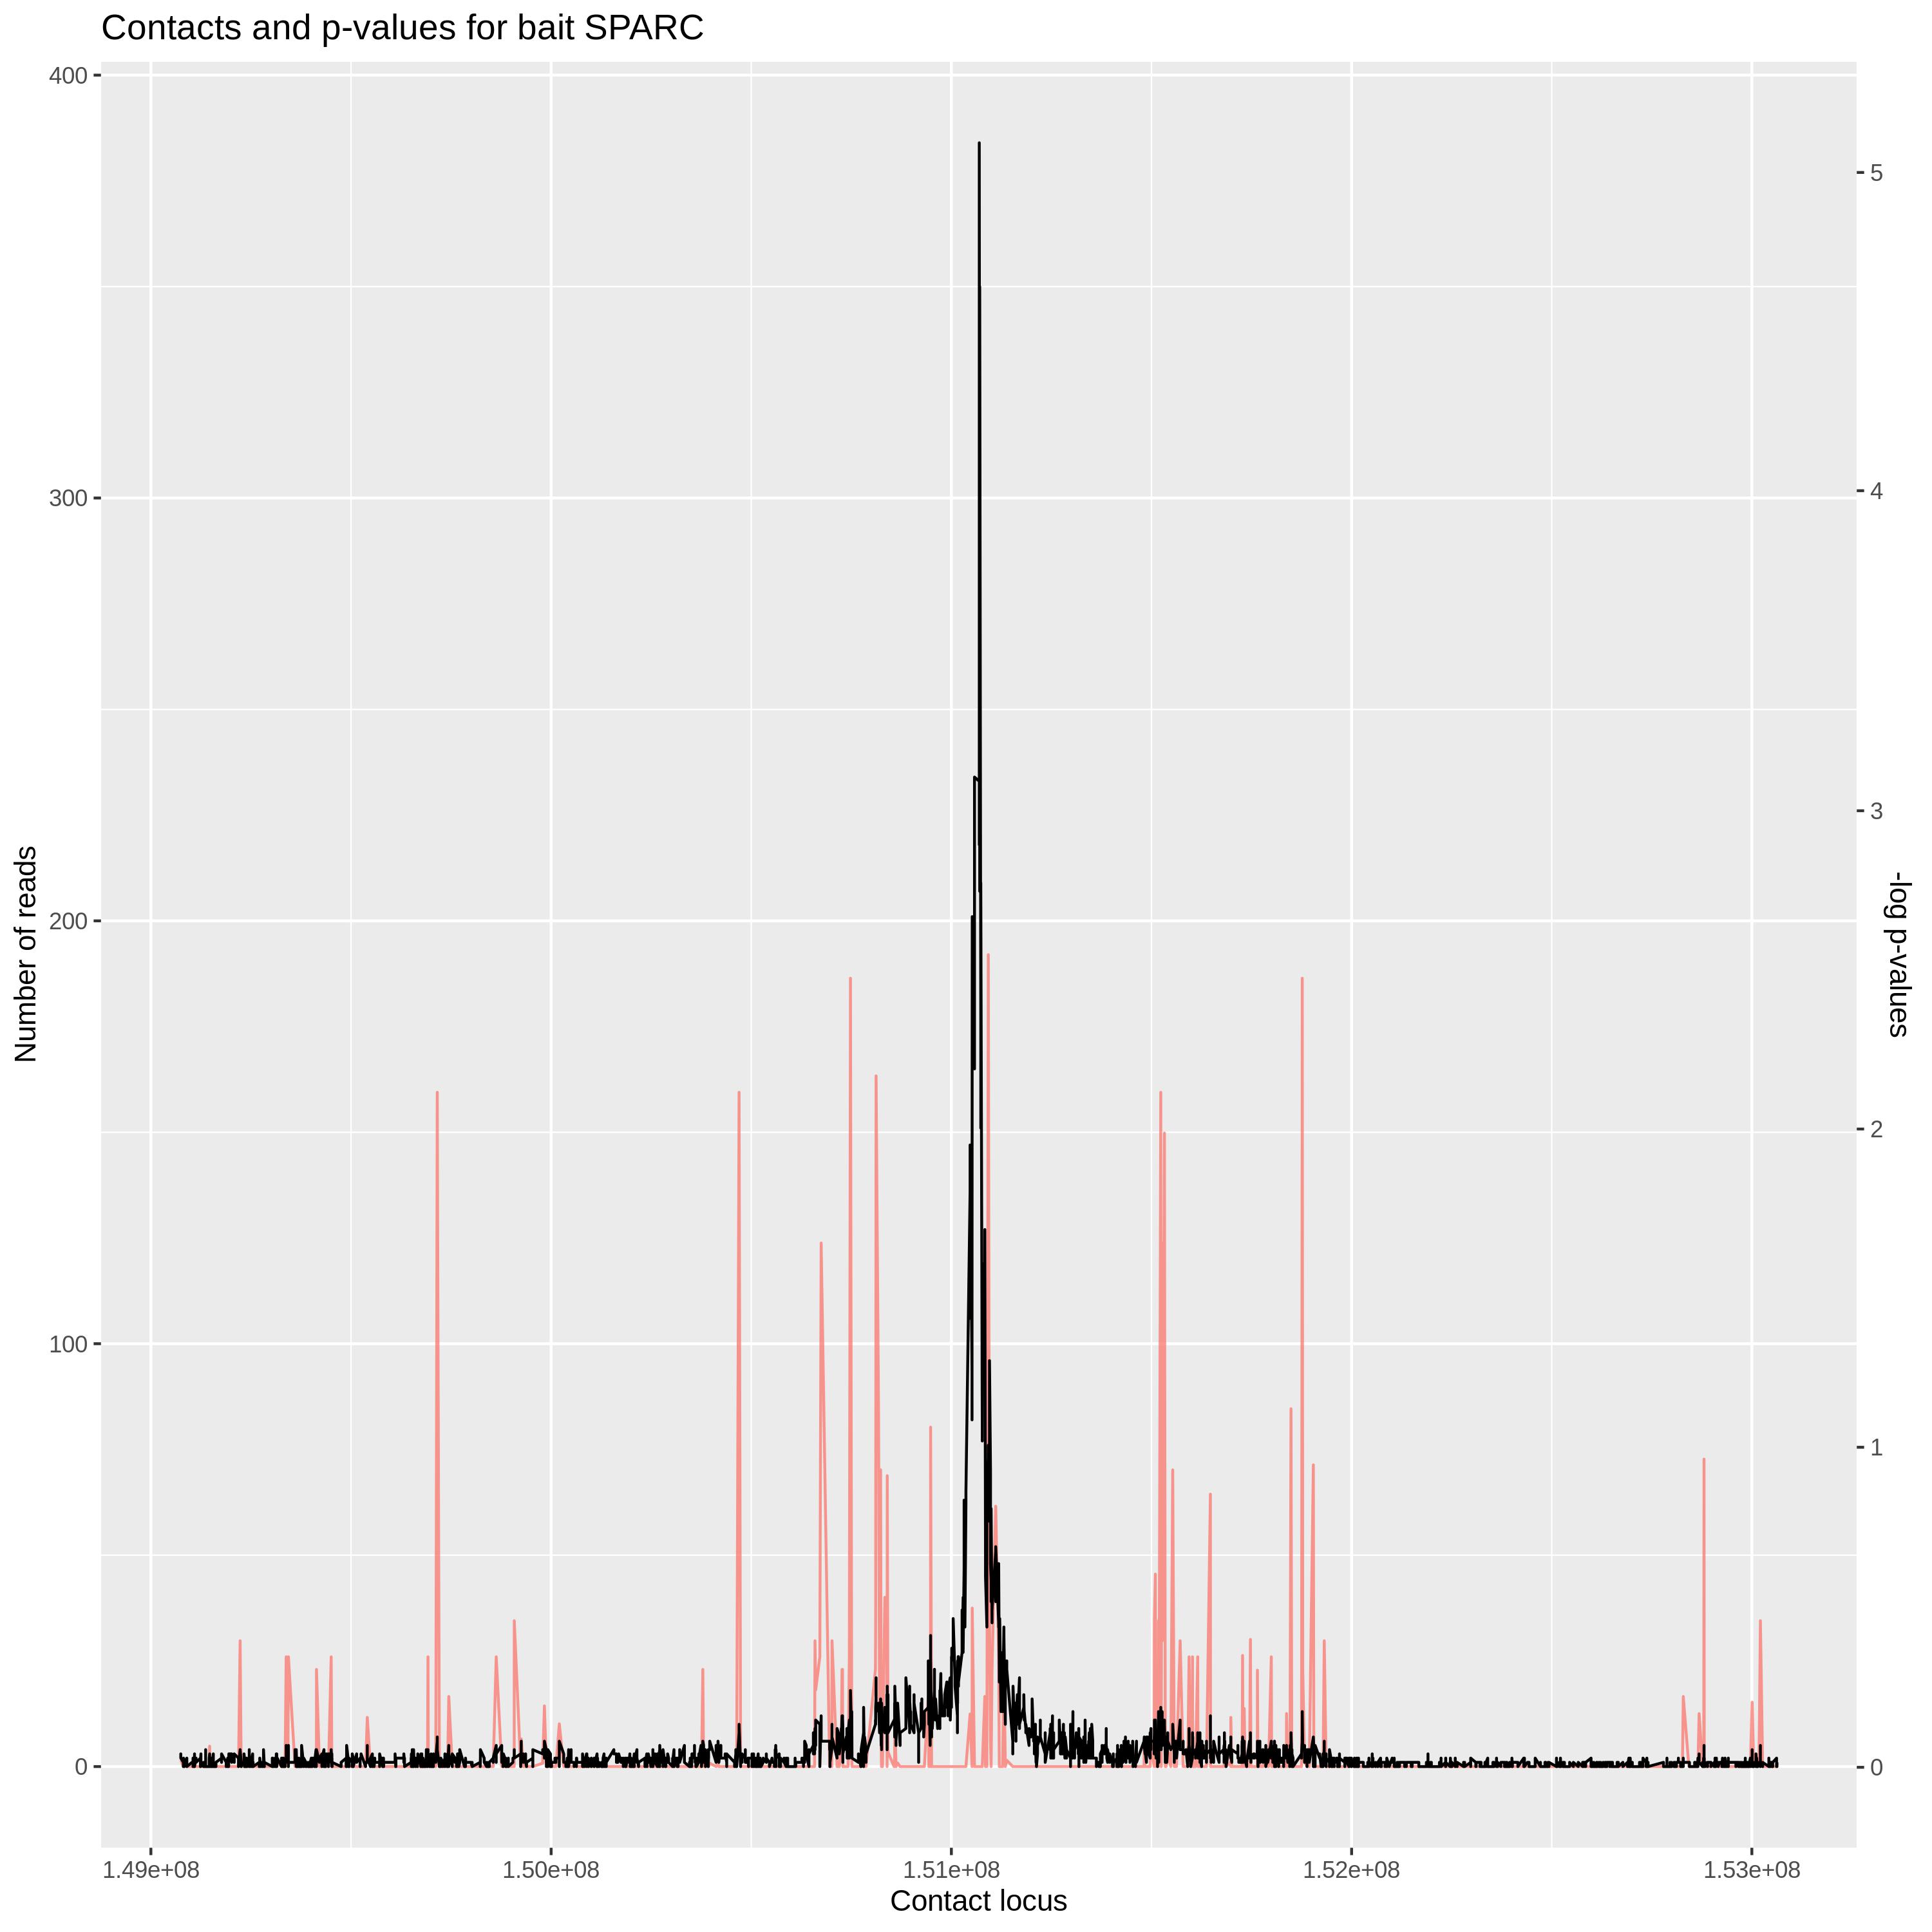 Contacts and p-values for bait SPARC
400
300
200
100
0
Number of reads
5
4
3
2
1
0
-log p-values
1.49e+08
1.50e+08
1.51e+08
1.52e+08
1.53e+08
Contact locus